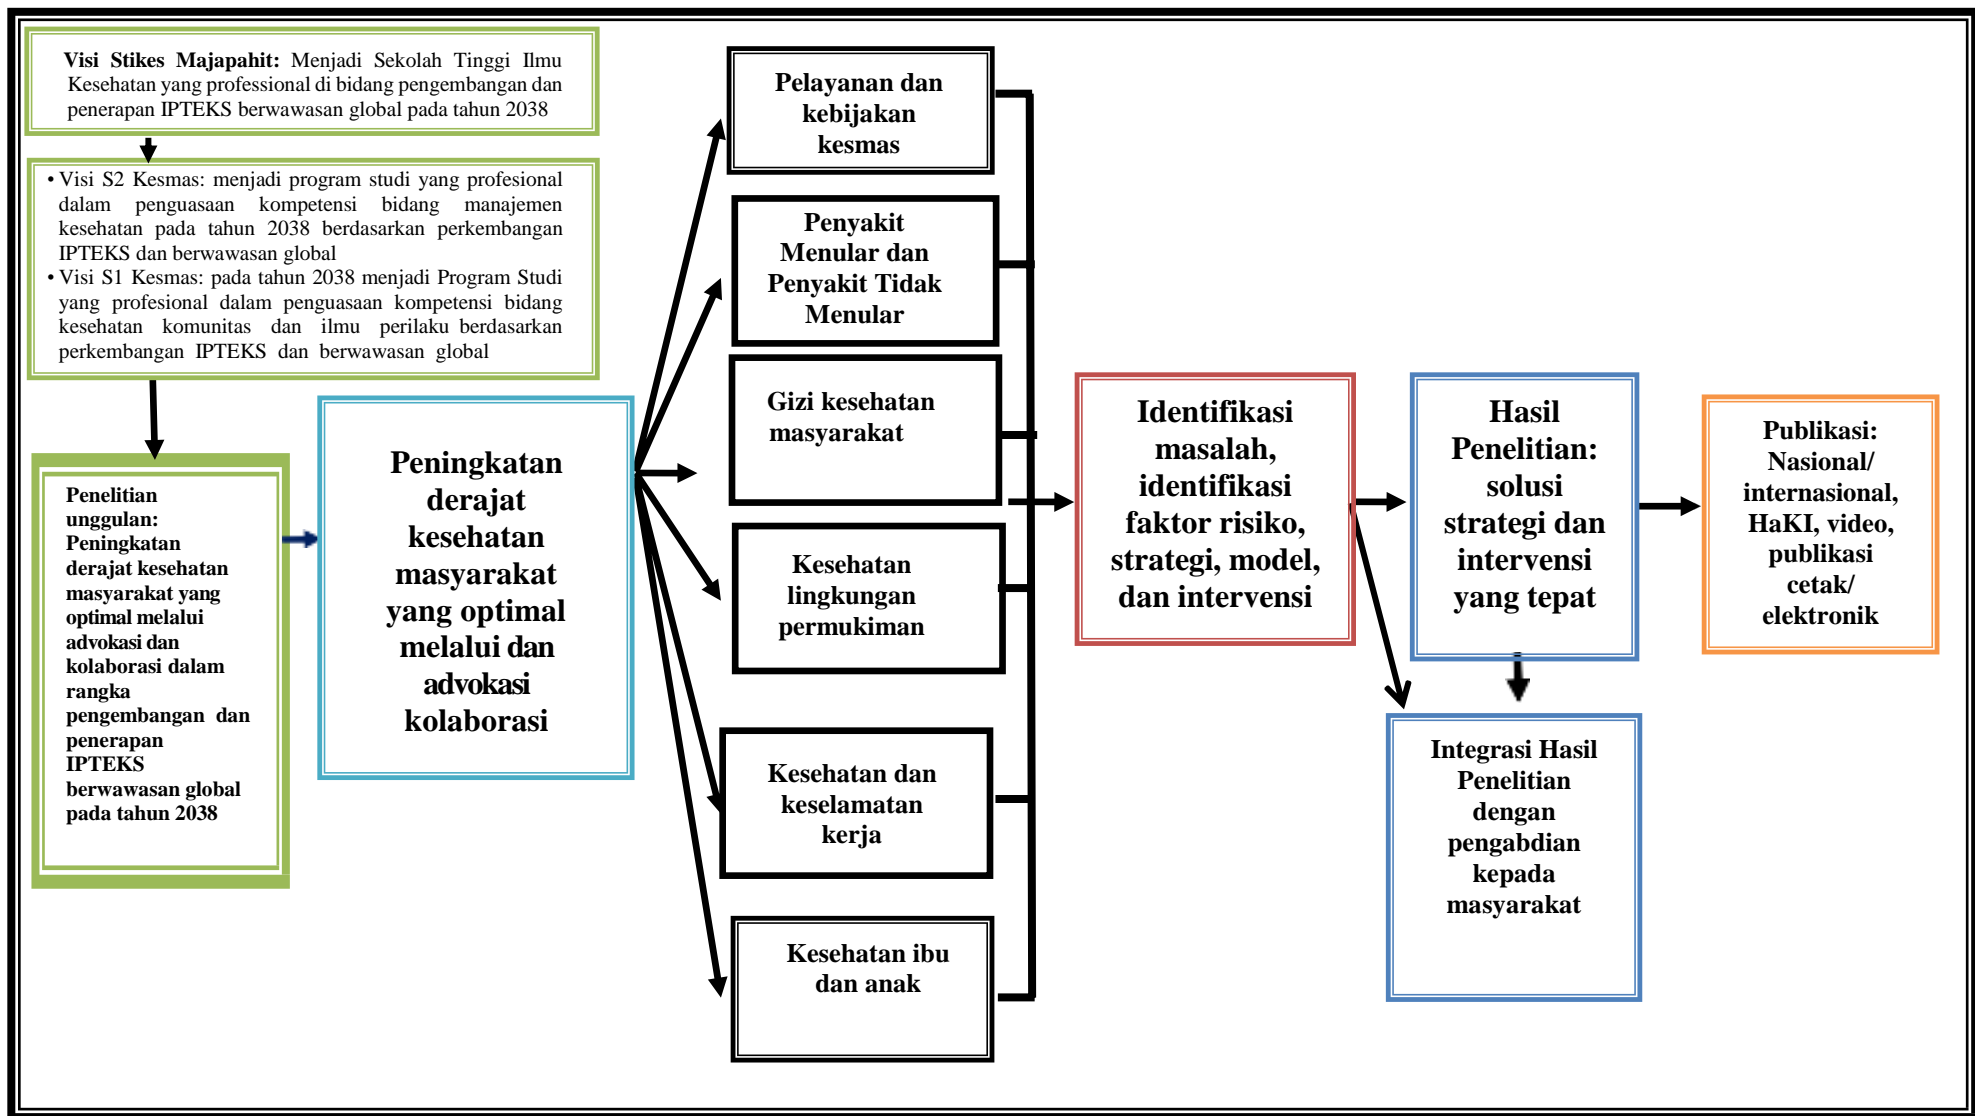 Visi Stikes Majapahit: Menjadi Sekolah Tinggi Ilmu
Kesehatan yang professional di bidang pengembangan dan
penerapan IPTEKS berwawasan global pada tahun 2038
• Visi S2 Kesmas: menjadi program studi yang profesional
dalam penguasaan kompetensi bidang manajemen
kesehatan pada tahun 2038 berdasarkan perkembangan
IPTEKS dan berwawasan global
• Visi S1 Kesmas: pada tahun 2038 menjadi Program Studi
yang profesional dalam penguasaan kompetensi bidang
kesehatan komunitas dan ilmu perilaku berdasarkan
perkembangan IPTEKS dan berwawasan global
Penelitian
unggulan:
Peningkatan
derajat kesehatan
masyarakat yang
optimal melalui
advokasi dan
kolaborasi dalam
rangka
pengembangan dan
penerapan
IPTEKS
berwawasan global
pada tahun 2038
Peningkatan
derajat
kesehatan
masyarakat
yang optimal
melalui dan
advokasi
kolaborasi
Pelayanan dan
kebijakan
kesmas
Penyakit
Menular dan
Penyakit Tidak
Menular
Gizi kesehatan
masyarakat
Kesehatan
lingkungan
permukiman
Kesehatan dan
keselamatan
kerja
Kesehatan ibu
dan anak
Identifikasi
masalah,
identifikasi
faktor risiko,
strategi, model,
dan intervensi
Hasil
Penelitian:
solusi
strategi dan
intervensi
yang tepat
Integrasi Hasil
Penelitian
dengan
pengabdian
kepada
masyarakat
Publikasi:
Nasional/
internasional,
HaKI, video,
publikasi
cetak/
elektronik